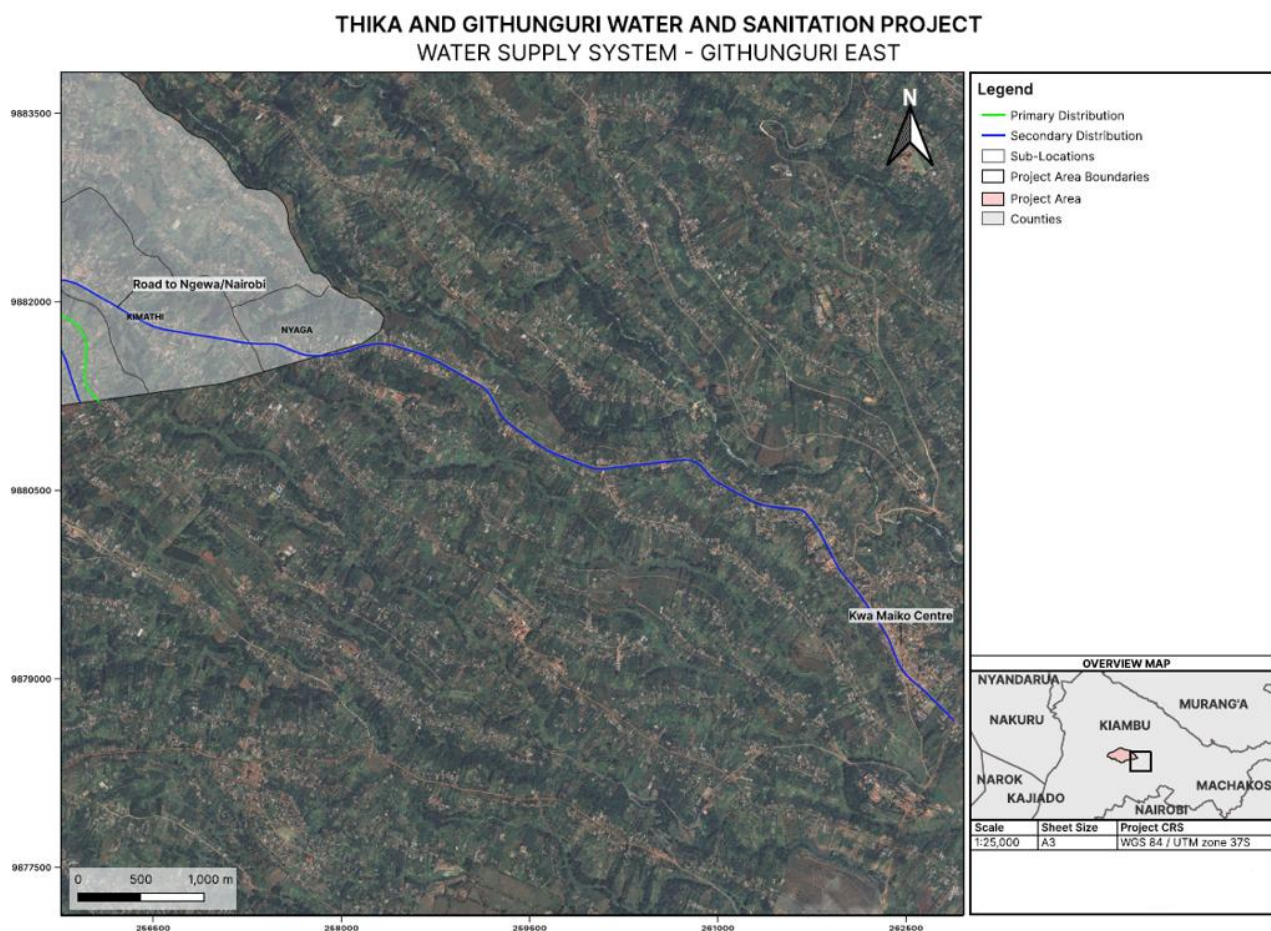 THIKA AND GITHUNGURI WATER AND SANITATION PROJECT
WATER SUPPLY SYSTEM - GITHUNGURI EAST
9883500
9882000
9880500
9879000
9877500
N
Road to Ngewa/Nairobi
KIMATHI
NYAGA
Kwa Maiko Centre
0 500 1,000 m
256500 258000 259500 261000 262500
Legend
Primary Distribution
Secondary Distribution
Sub-Locations
Project Area Boundaries
Project Area
Counties
OVERVIEW MAP
NYANDARUA
MURANG'A
NAKURU
KIAMBU
NAROK
MACHAKOS
KAJIADO
NAIROBI
Scale Sheet Size Project CRS
1:25,000 A3 WGS 84 / UTM zone 37S